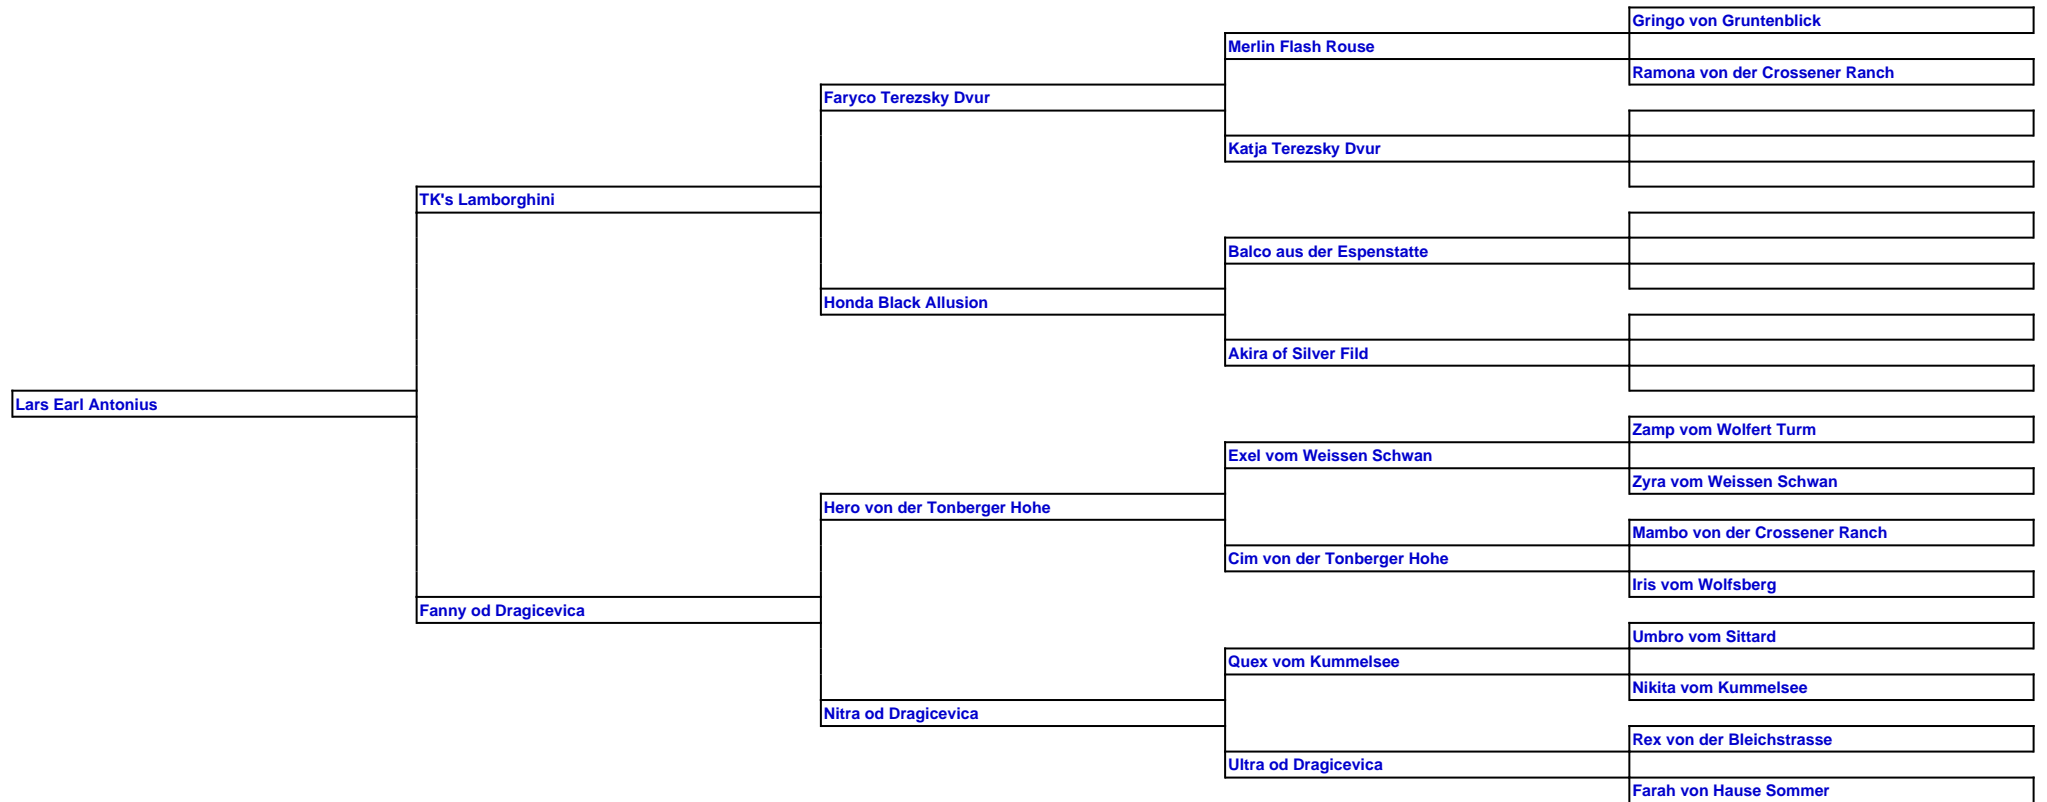 Gringo von Gruntenblick
Merlin Flash Rouse
Ramona von der Crossener Ranch
Faryco Terezsky Dvur
Katja Terezsky Dvur
TK's Lamborghini
Balco aus der Espenstatte
Honda Black Allusion
Akira of Silver Fild
Lars Earl Antonius
Zamp vom Wolfert Turm
Exel vom Weissen Schwan
Zyra vom Weissen Schwan
Hero von der Tonberger Hohe
Mambo von der Crossener Ranch
Cim von der Tonberger Hohe
Iris vom Wolfsberg
Fanny od Dragicevica
Umbro vom Sittard
Quex vom Kummelsee
Nikita vom Kummelsee
Nitra od Dragicevica
Rex von der Bleichstrasse
Ultra od Dragicevica
Farah von Hause Sommer